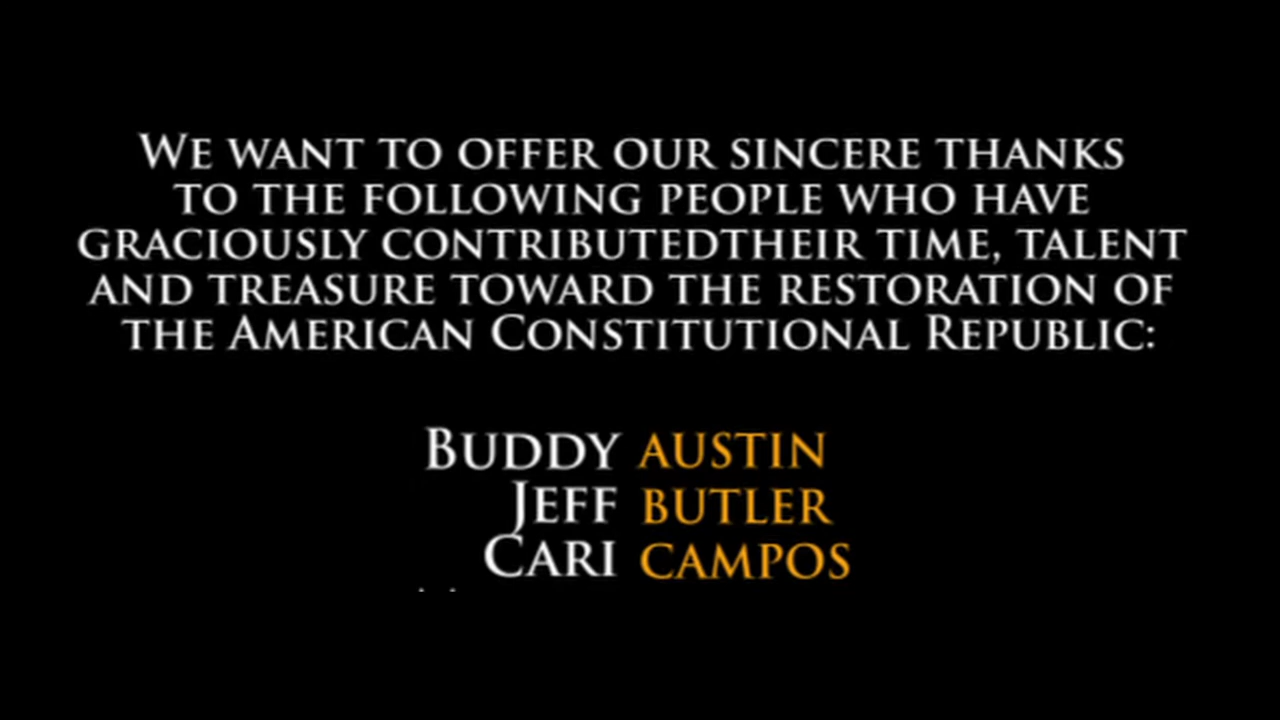 We want to offer our sincere thanks
to the following people who have
graciously contributedtheir time, talent
and treasure toward the restoration of
the American Constitutional Republic:
Buddy austin
Jeff butler
Cari campos